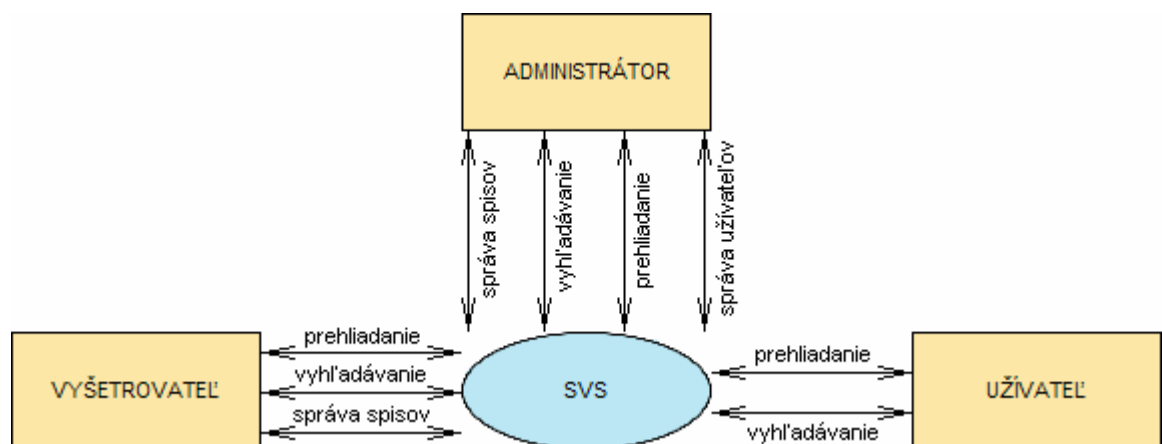 ADMINISTRÁTOR
správa spisov
vyhľadávanie
prehliadanie
správa užívateľov
prehliadanie
vyhľadávanie
správa spisov
VYŠETROVATEĽ
SVS
prehliadanie
vyhľadávanie
UŽÍVATEĽ